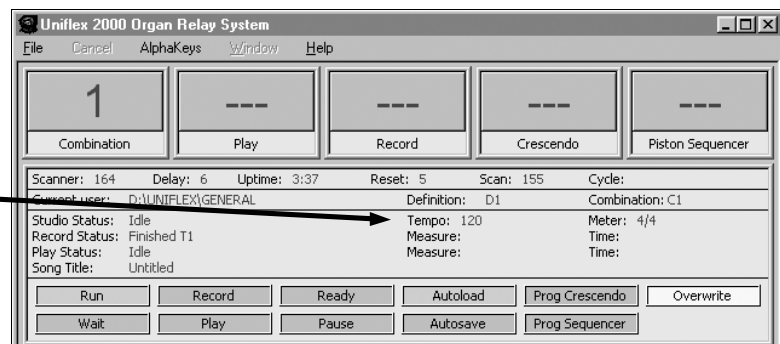 Uniflex 2000 Organ Relay System
File Cancel AlphaKeys Window Help
1 --- --- --- ---
Combination Play Record Crescendo Piston Sequencer
Scanner: 164 Delay: 6 Uptime: 3:37 Reset: 5 Scan: 155 Cycle:
Current user: D:\UNIFLEX\GENERAL Definition: D1 Combination: C1
Studio Status: Idle Tempo: 120 Meter: 4/4
Record Status: Finished T1 Measure: Time:
Play Status: Idle Measure: Time:
Song Title: Untitled
Run Record Ready Autoload Prog Crescendo Overwrite
Wait Play Pause Autosave Prog Sequencer